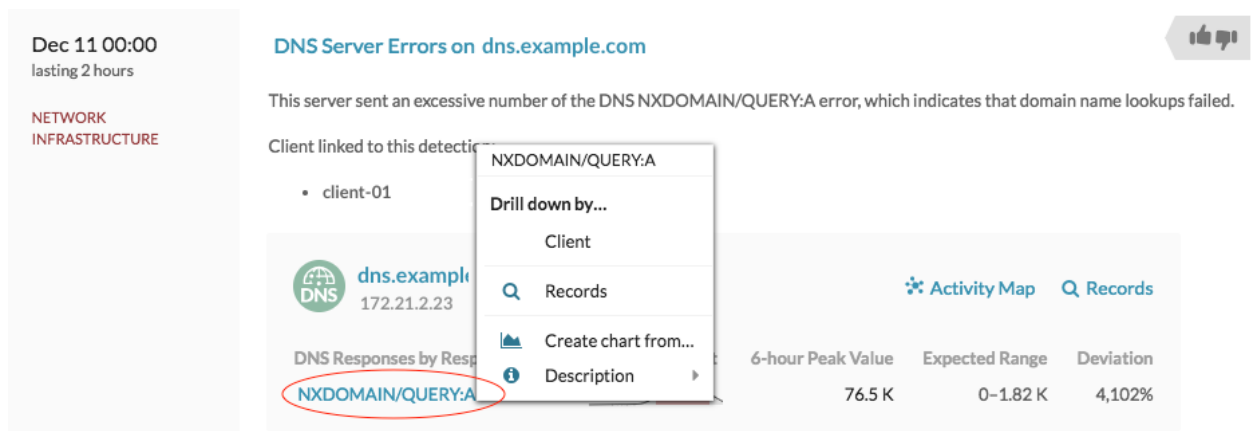 Dec 11 00:00
lasting 2 hours
NETWORK
INFRASTRUCTURE
DNS Server Errors on dns.example.com
This server sent an excessive number of the DNS NXDOMAIN/QUERY:A error, which indicates that domain name lookups failed.
Client linked to this
• client-01
NXDOMAIN/QUERY:A
Drill down by...
Client
Records
Create chart from...
Description
DNS
172.21.2.23
Activity Map
Records
DNS Responses by
6-hour Peak Value
Expected Range
Deviation
NXDOMAIN/QUERY:A
76.5 K
0–1.82 K
4,102%